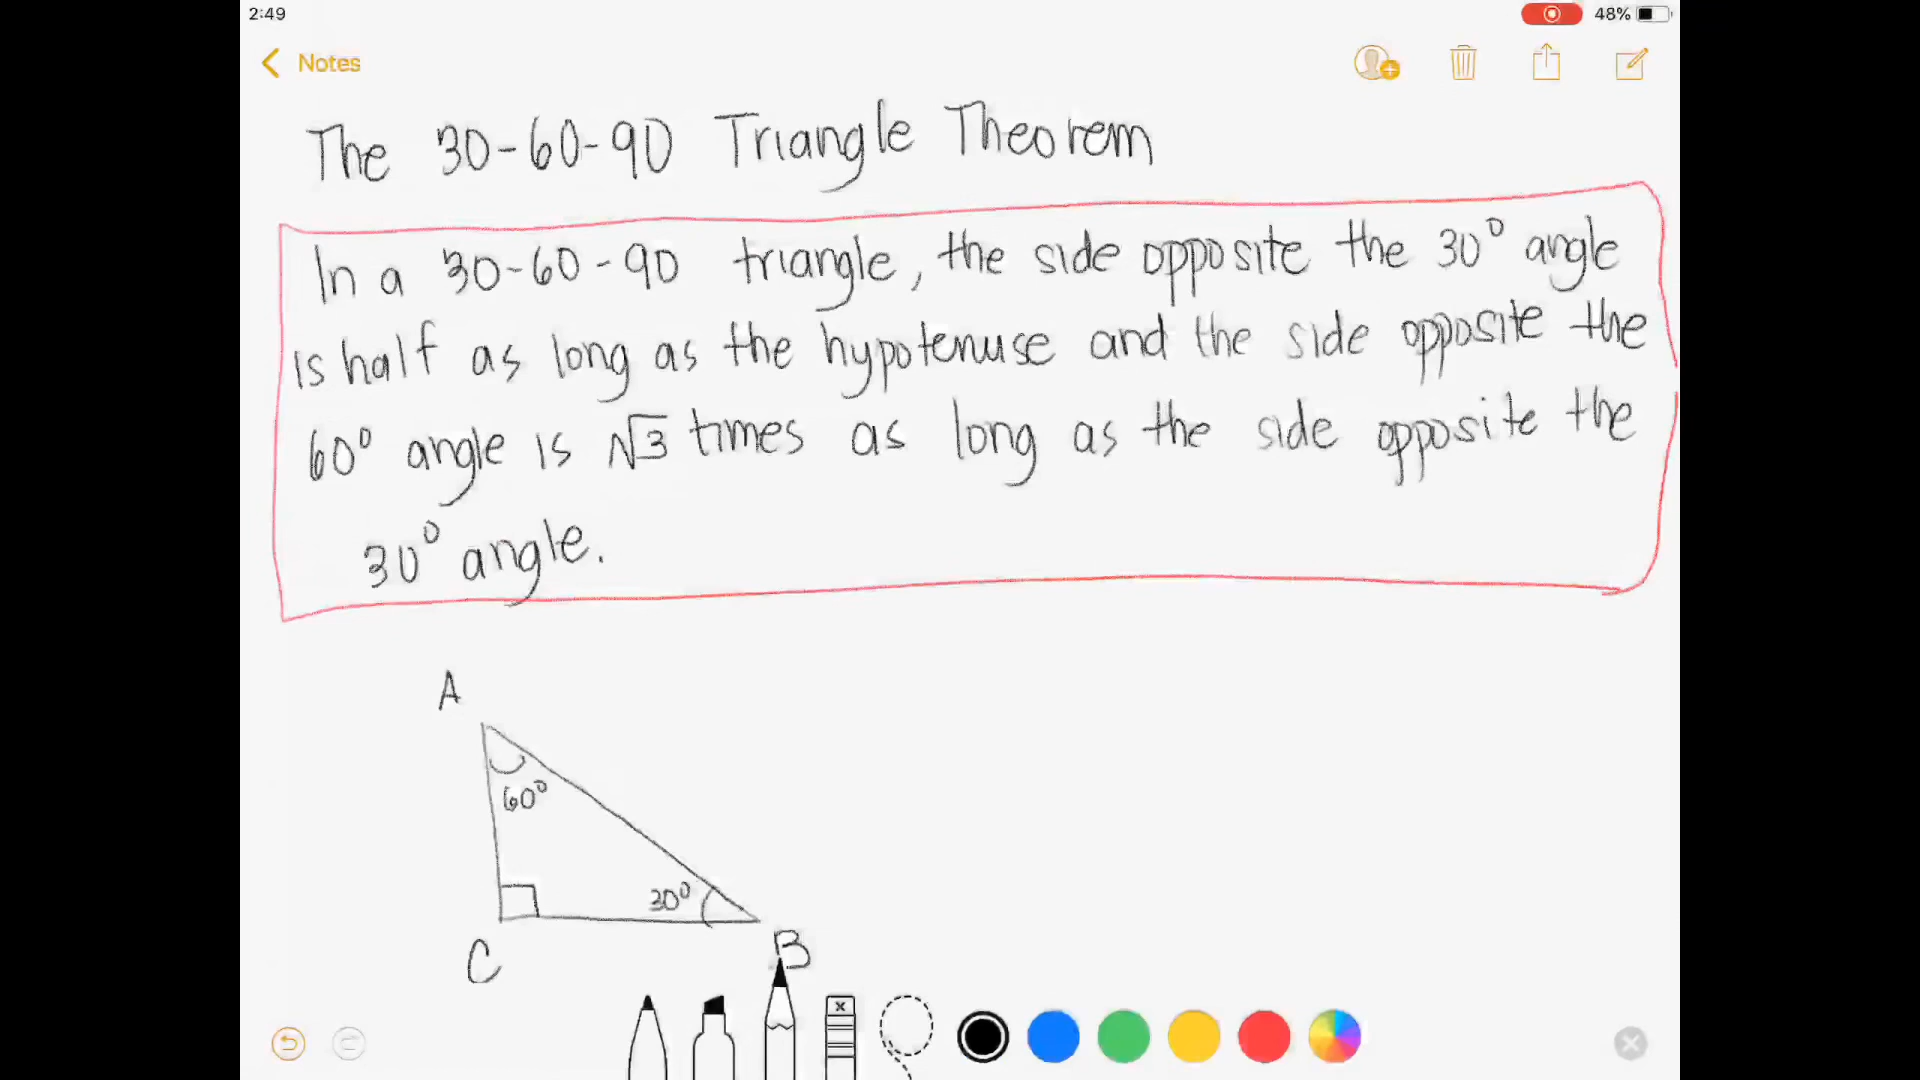 2:49
48%
Notes
The 30-60-90 Triangle Theorem
In a 30-60-90 triangle, the side opposite the 30° angle
is half as long as the hypotenuse and the side opposite the
60° angle is √3 times as long as the side opposite the
30° angle.
A
60°
30°
C
B